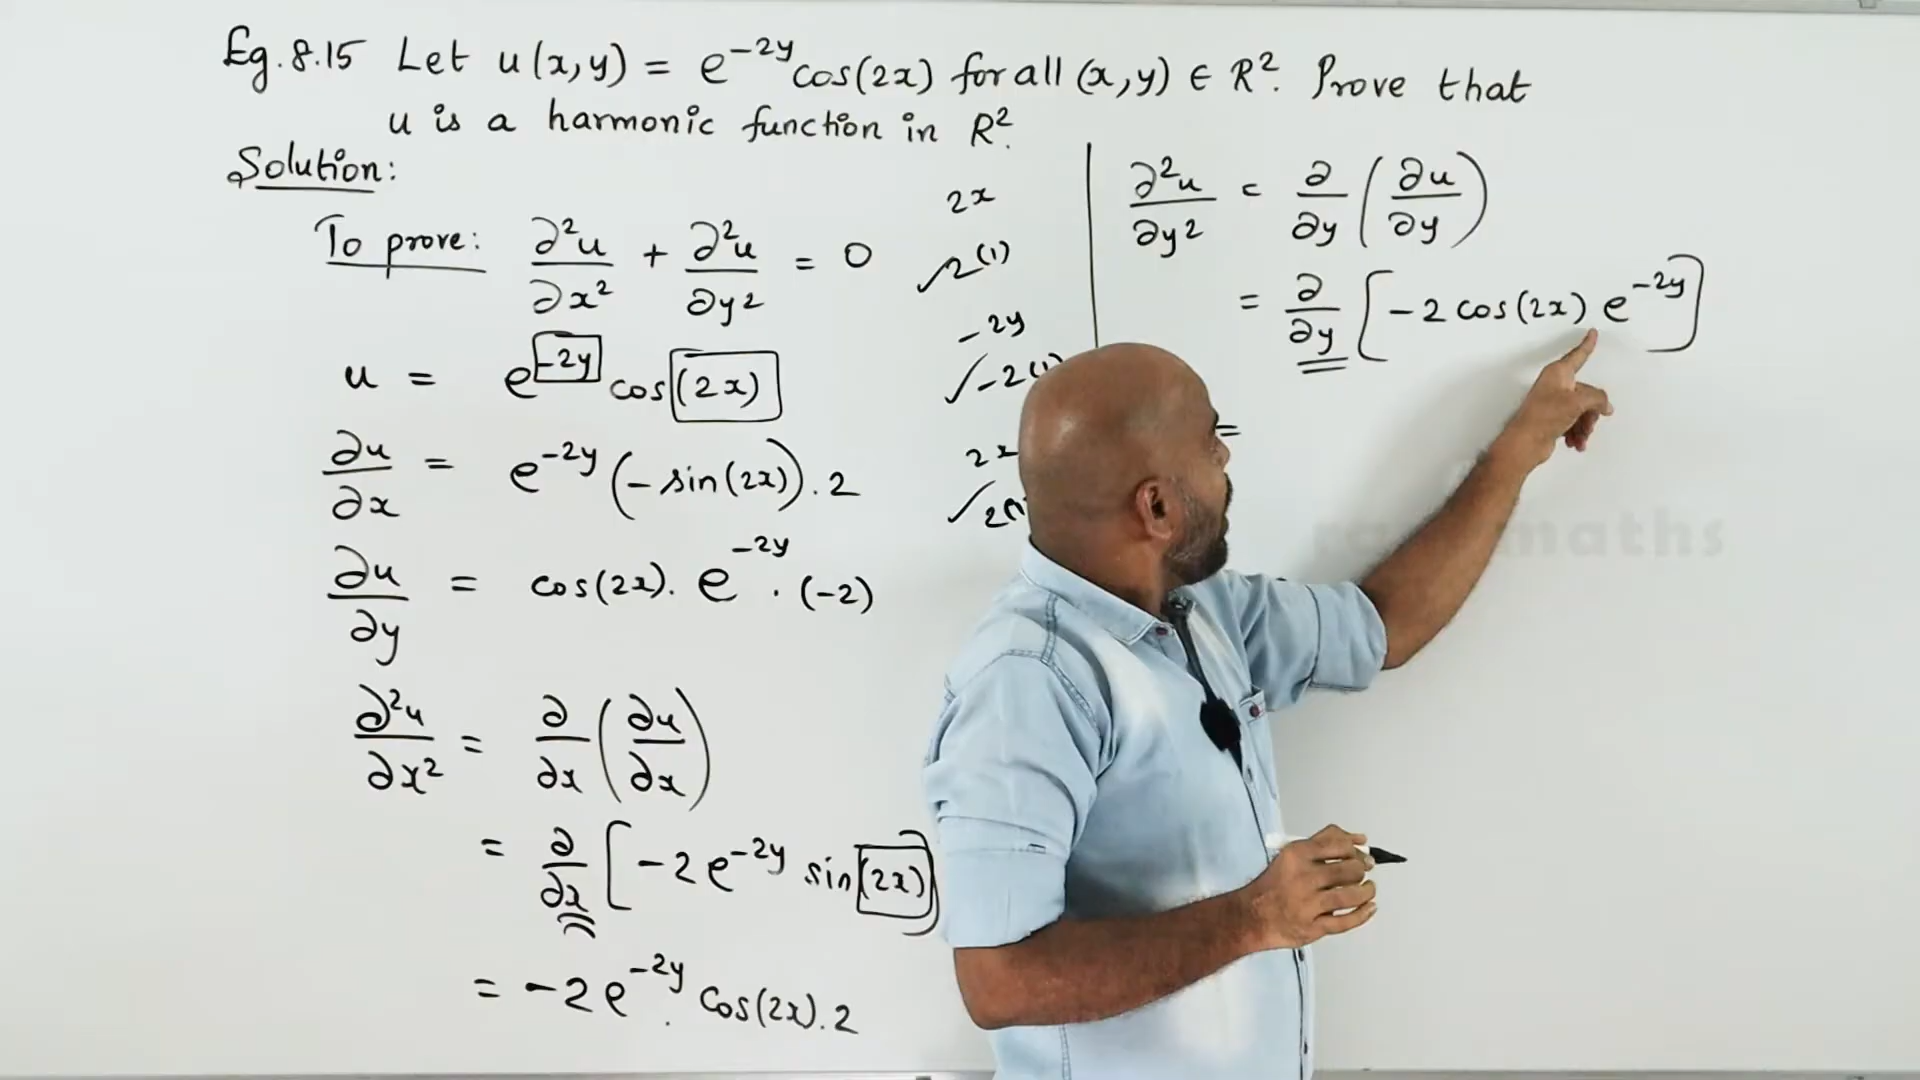 Eg. 8.15 Let u(x,y) = e^{-2y} cos(2x) for all (x,y) ∈ R². Prove that
u is a harmonic function in R².
Solution:
To prove: ∂²u/∂x² + ∂²u/∂y² = 0
u = e^{-2y} cos(2x)
∂u/∂x = e^{-2y} (-sin(2x)).2
∂u/∂y = cos(2x). e^{-2y} . (-2)
∂²u/∂x² = ∂/∂x (∂u/∂x)
= ∂/∂x [-2e^{-2y} sin(2x)]
= -2e^{-2y} . cos(2x).2
2x
✓2(1)
-2y
✓-2(1)
2x
∂²u/∂y² = ∂/∂y (∂u/∂y)
= ∂/∂y [-2 cos(2x) e^{-2y}]
=
maths